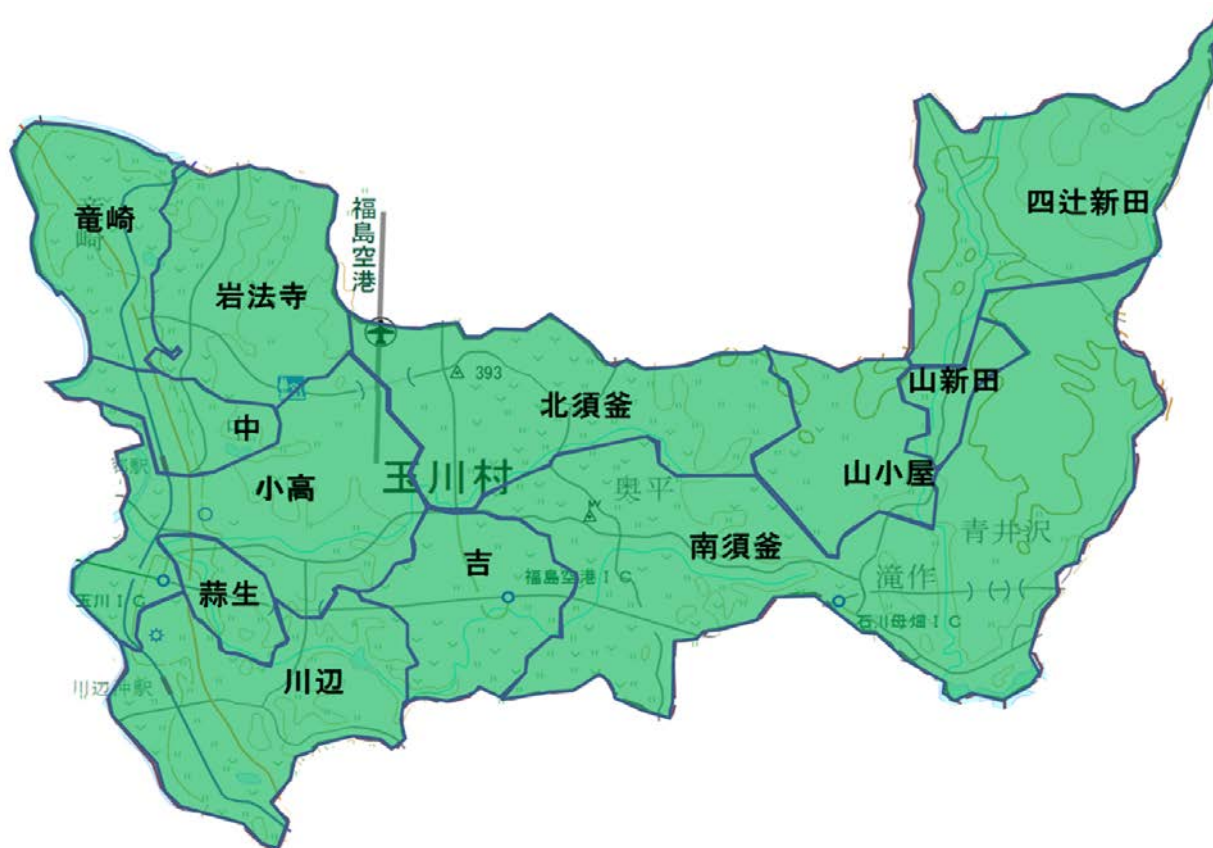 四辻新田
竜崎
竜崎
福島空港
岩法寺
393
山新田
北須釜
中
小高
玉川村
奥平
山小屋
青井沢
南須釜
吉
福島空港IC
滝作
蒜生
玉川IC
石川母畑IC
川辺
川辺沖駅